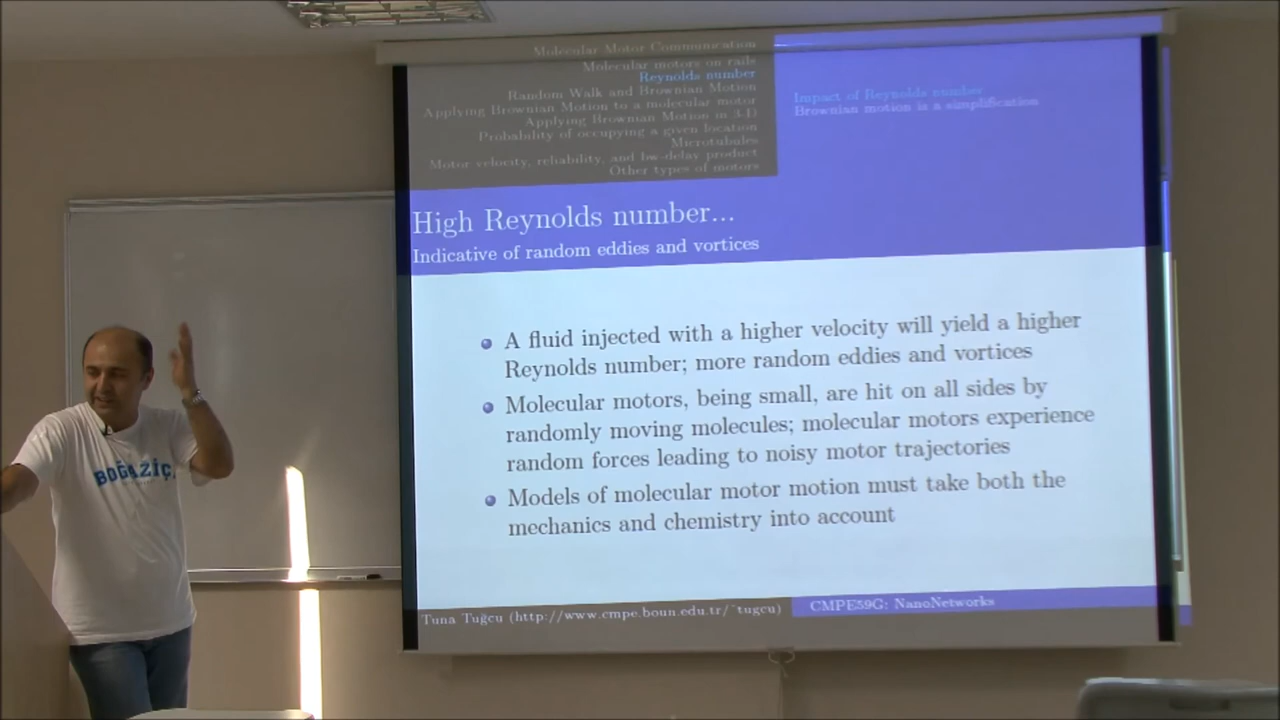 Molecular Motor Communication
Molecular motors on rails
Reynolds number
Random Walk and Brownian Motion
Applying Brownian Motion to a molecular motor
Applying Brownian Motion in 3-D
Probability of occupying a given location
Microtubules
Motor velocity, reliability, and bw-delay product
Other types of motors
Impact of Reynolds number
Brownian motion is a simplification
High Reynolds number...
Indicative of random eddies and vortices
A fluid injected with a higher velocity will yield a higher
Reynolds number; more random eddies and vortices
Molecular motors, being small, are hit on all sides by
randomly moving molecules; molecular motors experience
random forces leading to noisy motor trajectories
Models of molecular motor motion must take both the
mechanics and chemistry into account
Tuna Tuğcu (http://www.cmpe.boun.edu.tr/~tugcu)
CMPE59G: NanoNetworks
BOĞAZİÇİ